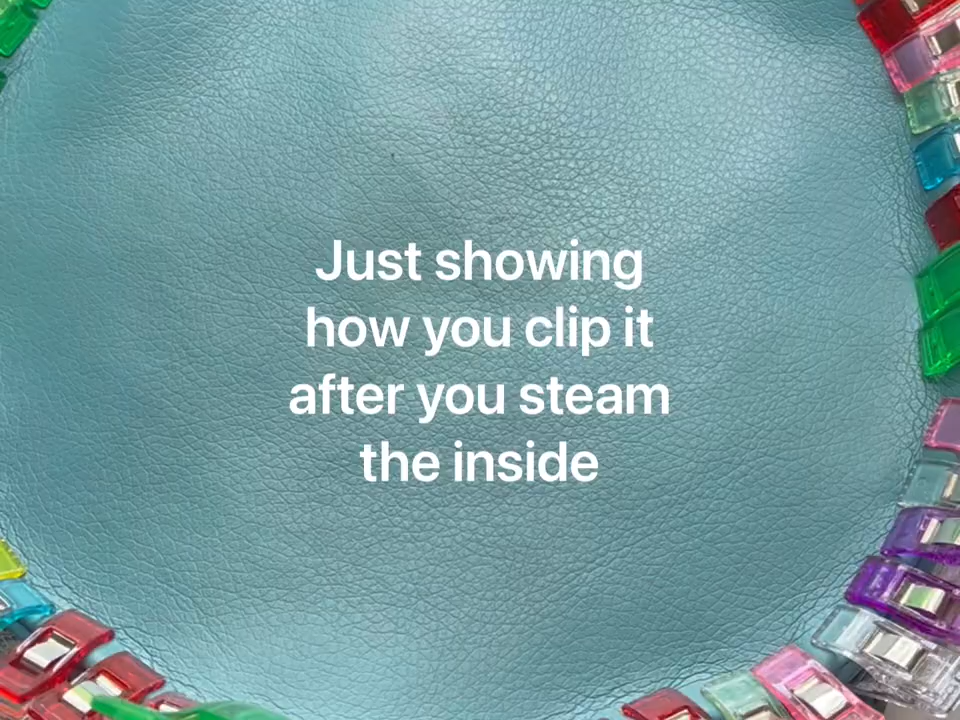 Just showing
how you clip it
after you steam
the inside